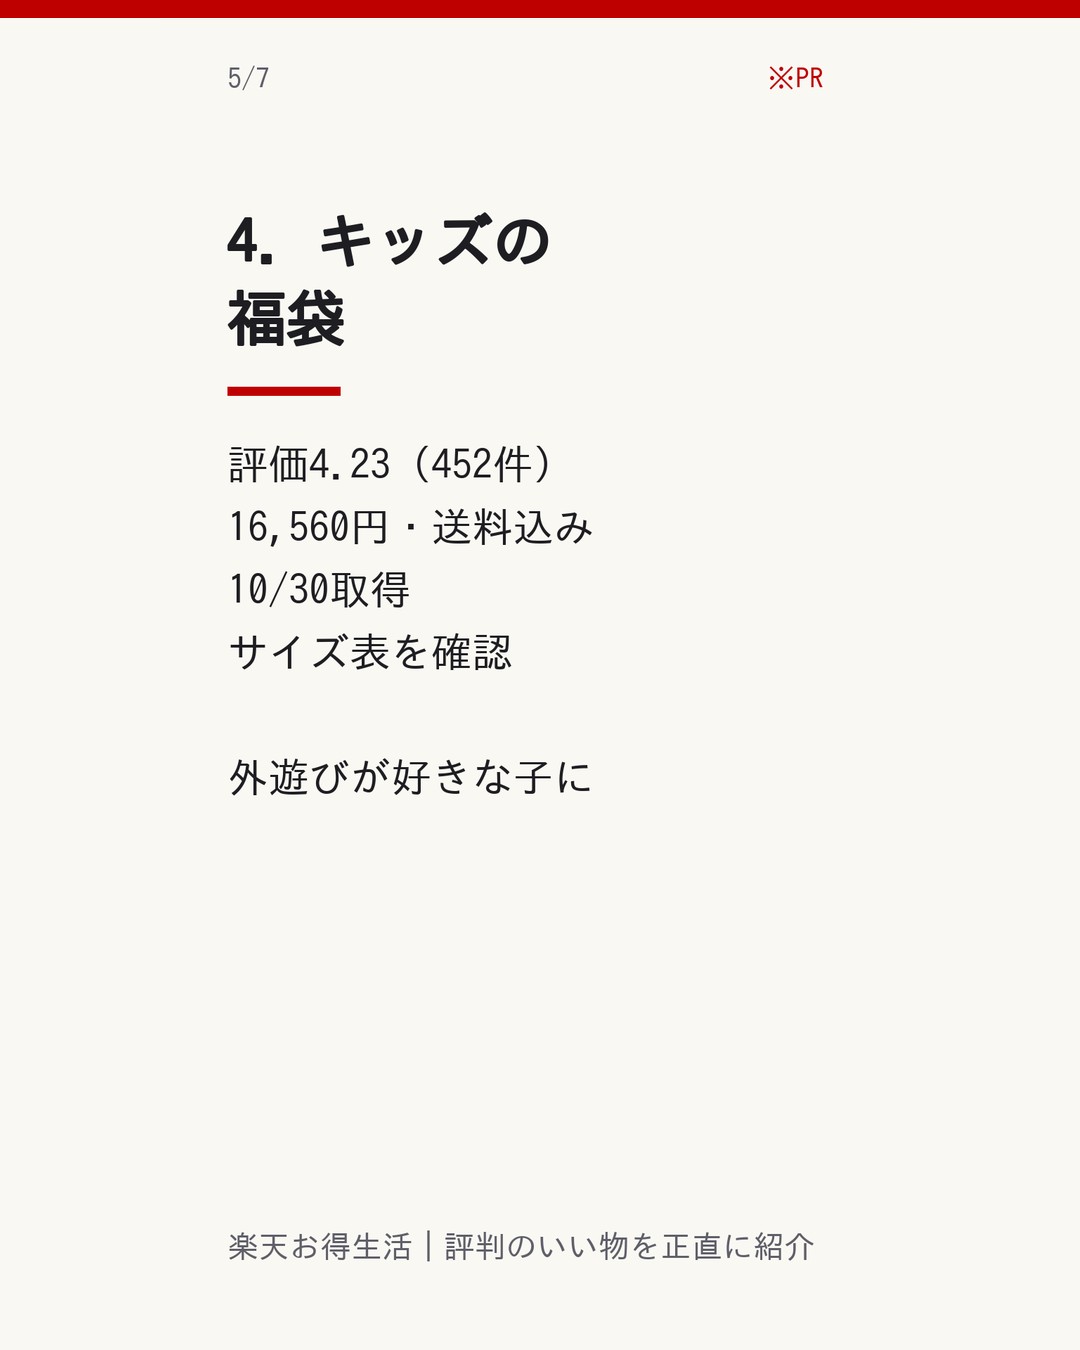 5/7
※PR
4. キッズの
福袋
評価4.23（452件）
16,560円・送料込み
10/30取得
サイズ表を確認
外遊びが好きな子に
楽天お得生活｜評判のいい物を正直に紹介